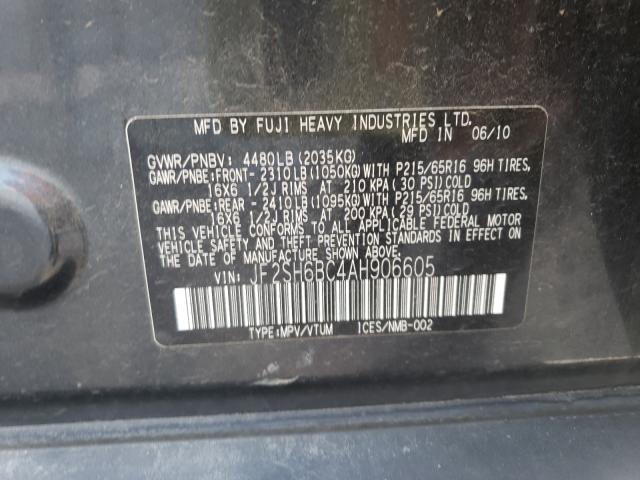 MFD BY FUJI HEAVY INDUSTRIES LTD.
MFD IN 06/10
GVWR/PNBV: 4480LB(2035KG)
GAWR/PNBE:FRONT- 2310LB(1050KG)WITH P215/65R16 96H TIRES,
16X6 1/2J RIMS AT 210 KPA (30 PSI)COLD
GAWR/PNBE:REAR - 2410LB(1095KG)WITH P215/65R16 96H TIRES,
16X6 1/2J RIMS AT 200 KPA (29 PSI)COLD
THIS VEHICLE CONFORMS TO ALL APPLICABLE FEDERAL MOTOR
VEHICLE SAFETY AND THEFT PREVENTION STANDARDS IN EFFECT
ON THE DATE OF MANUFACTURE SHOWN ABOVE.
VIN: JF2SH6BC4AH906605
TYPE:MPV/VTUM ICES/NMB-002